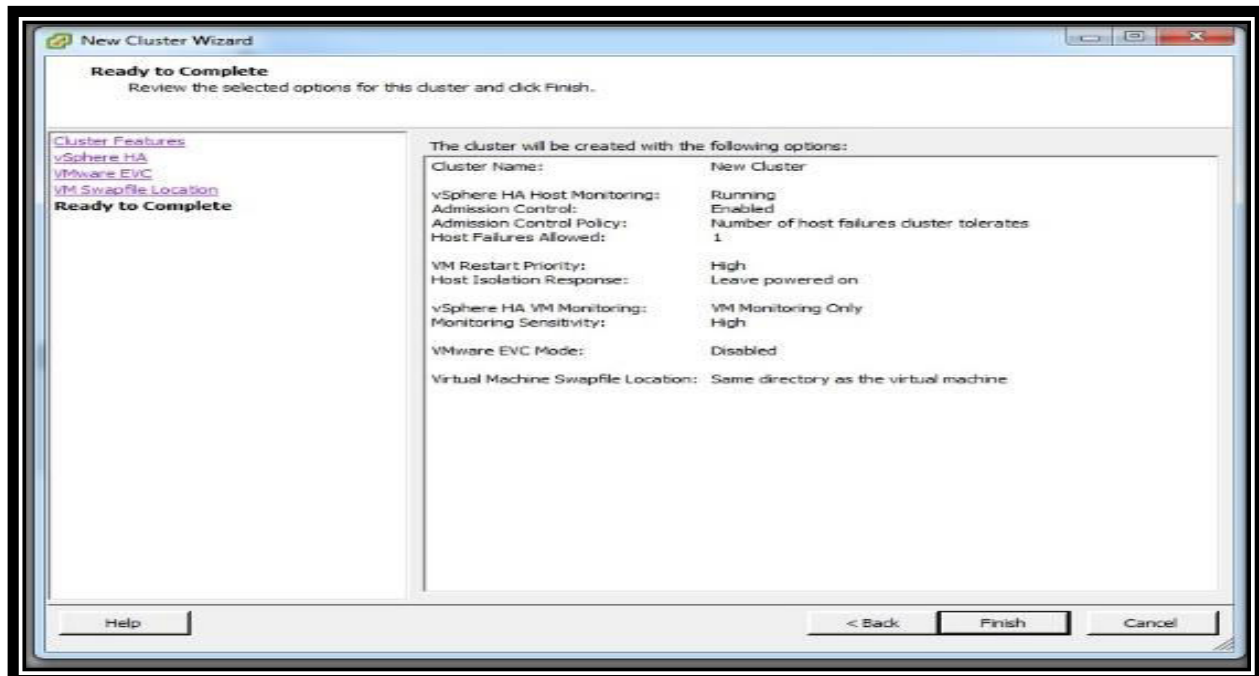 New Cluster Wizard
Ready to Complete
Review the selected options for this cluster and click Finish.
Cluster Features
vSphere HA
VMware EVC
VM Swapfile Location
Ready to Complete
The cluster will be created with the following options:
Cluster Name: New Cluster
vSphere HA Host Monitoring: Running
Admission Control: Enabled
Admission Control Policy: Number of host failures cluster tolerates
Host Failures Allowed: 1
VM Restart Priority: High
Host Isolation Response: Leave powered on
vSphere HA VM Monitoring: VM Monitoring Only
Monitoring Sensitivity: High
VMware EVC Mode: Disabled
Virtual Machine Swapfile Location: Same directory as the virtual machine
Help
< Back
Finish
Cancel